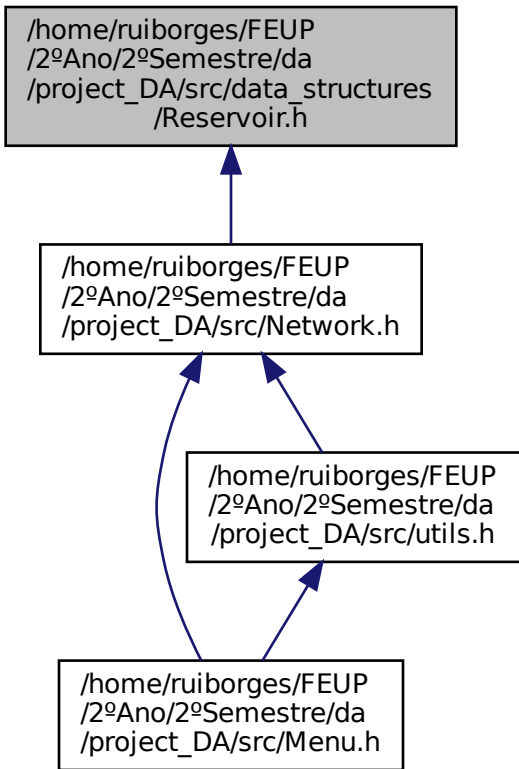 /home/ruiborges/FEUP
/2ºAno/2ºSemestre/da
/project_DA/src/data_structures
/Reservoir.h
/home/ruiborges/FEUP
/2ºAno/2ºSemestre/da
/project_DA/src/Network.h
/home/ruiborges/FEUP
/2ºAno/2ºSemestre/da
/project_DA/src/utils.h
/home/ruiborges/FEUP
/2ºAno/2ºSemestre/da
/project_DA/src/Menu.h